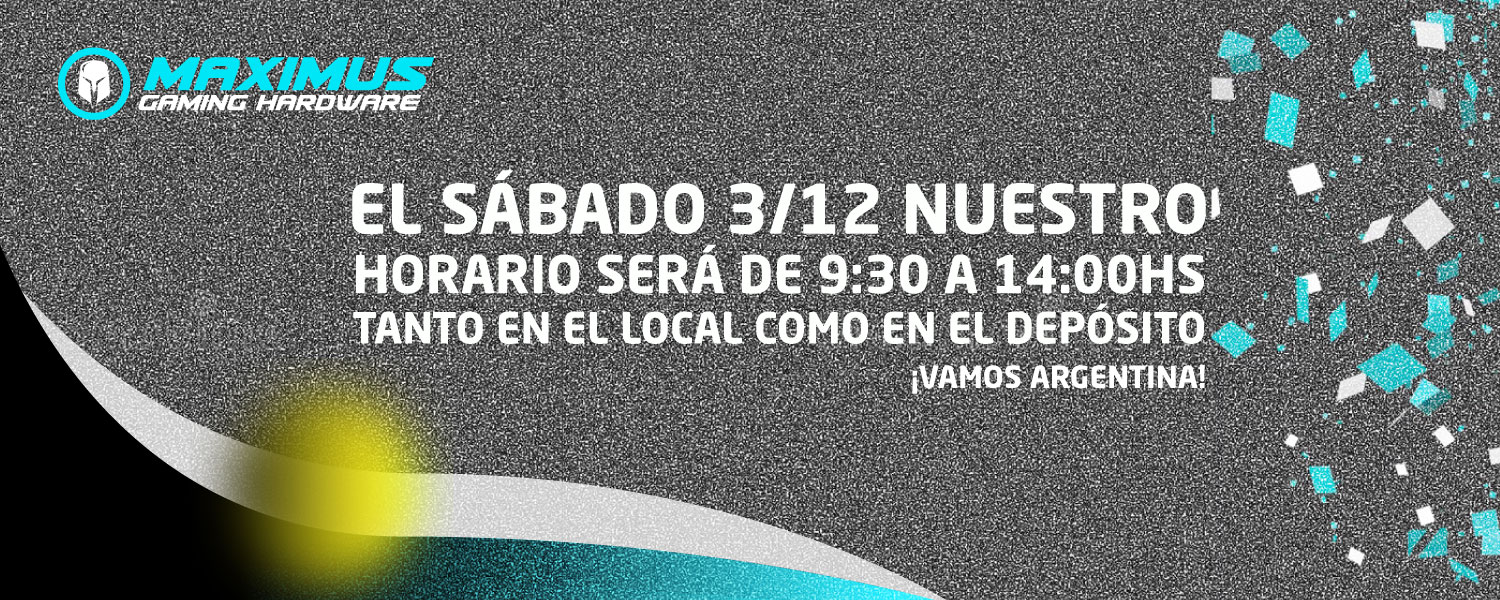 MAXIMUS
GAMING HARDWARE
EL SÁBADO 3/12 NUESTRO
HORARIO SERÁ DE 9:30 A 14:00HS
TANTO EN EL LOCAL COMO EN EL DEPÓSITO
¡VAMOS ARGENTINA!